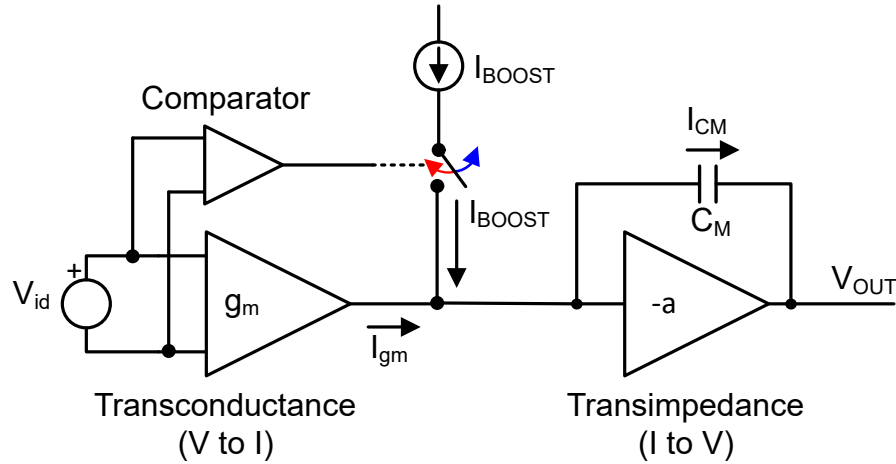 I_BOOST
Comparator
I_CM
I_BOOST
C_M
+
V_id
g_m
-a
V_OUT
I_gm
Transconductance
(V to I)
Transimpedance
(I to V)